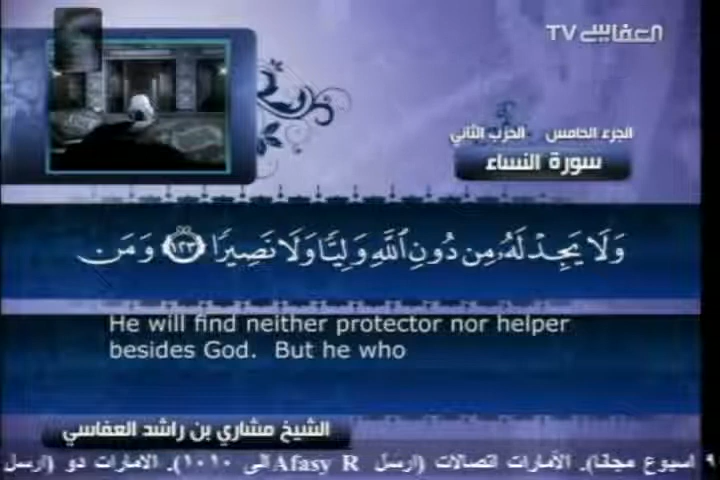 العفاسي TV
الجزء الخامس   الحزب الثاني
سورة النساء
وَلَا يَجِدْ لَهُ مِن دُونِ اللَّهِ وَلِيًّا وَلَا نَصِيرًا ١٢٣ وَمَن
He will find neither protector nor helper
besides God. But he who
الشيخ مشاري بن راشد العفاسي
٩ اسبوع مجانا). الامارات اتصالات (ارسل Afasy R الى ١٠١٠). الامارات دو (ارسل